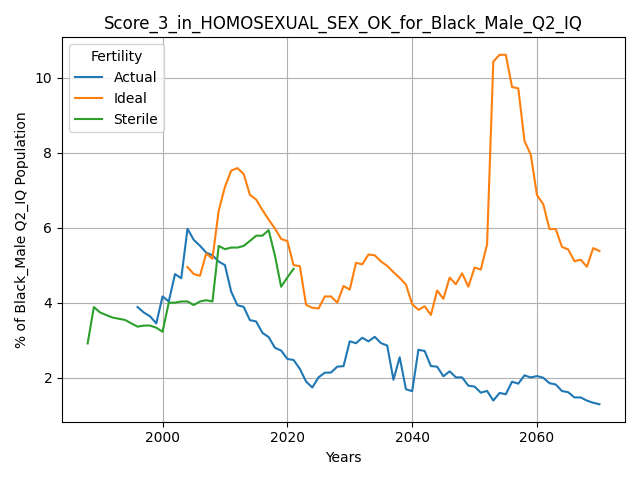 Score_3_in_HOMOSEXUAL_SEX_OK_for_Black_Male_Q2_IQ
Fertility
Actual
Ideal
Sterile
% of Black_Male Q2_IQ Population
10
8
6
4
2
2000 2020 2040 2060
Years